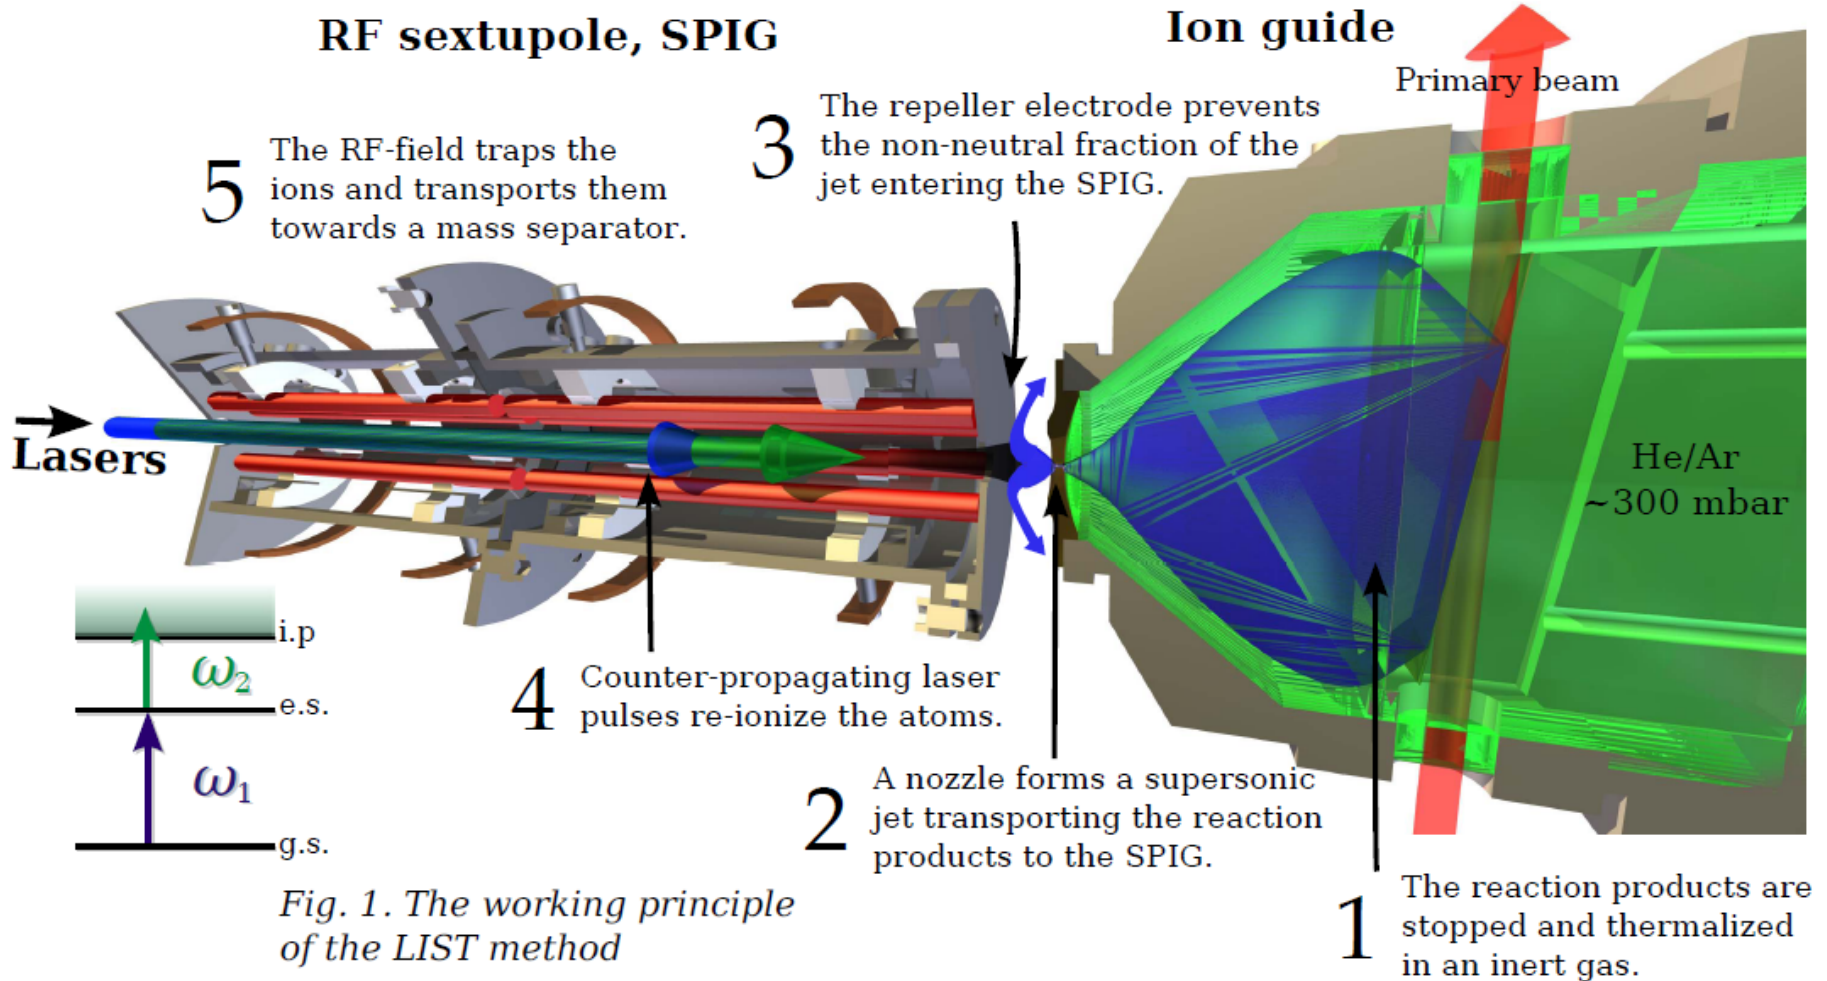 RF sextupole, SPIG
Ion guide
Primary beam
3
The repeller electrode prevents
the non-neutral fraction of the
jet entering the SPIG.
5
The RF-field traps the
ions and transports them
towards a mass separator.
Lasers
He/Ar
~300 mbar
i.p
ω2
e.s.
ω1
g.s.
4
Counter-propagating laser
pulses re-ionize the atoms.
2
A nozzle forms a supersonic
jet transporting the reaction
products to the SPIG.
1
The reaction products are
stopped and thermalized
in an inert gas.
Fig. 1. The working principle
of the LIST method